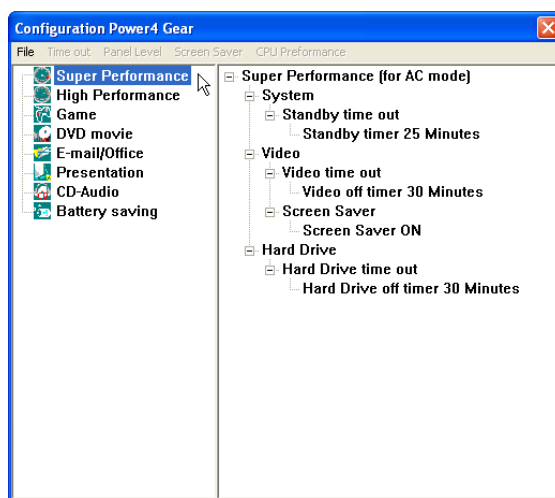 Configuration Power4 Gear
File Time out Panel Level Screen Saver CPU Preformance
Super Performance
High Performance
Game
DVD movie
E-mail/Office
Presentation
CD-Audio
Battery saving
Super Performance (for AC mode)
System
Standby time out
Standby timer 25 Minutes
Video
Video time out
Video off timer 30 Minutes
Screen Saver
Screen Saver ON
Hard Drive
Hard Drive time out
Hard Drive off timer 30 Minutes